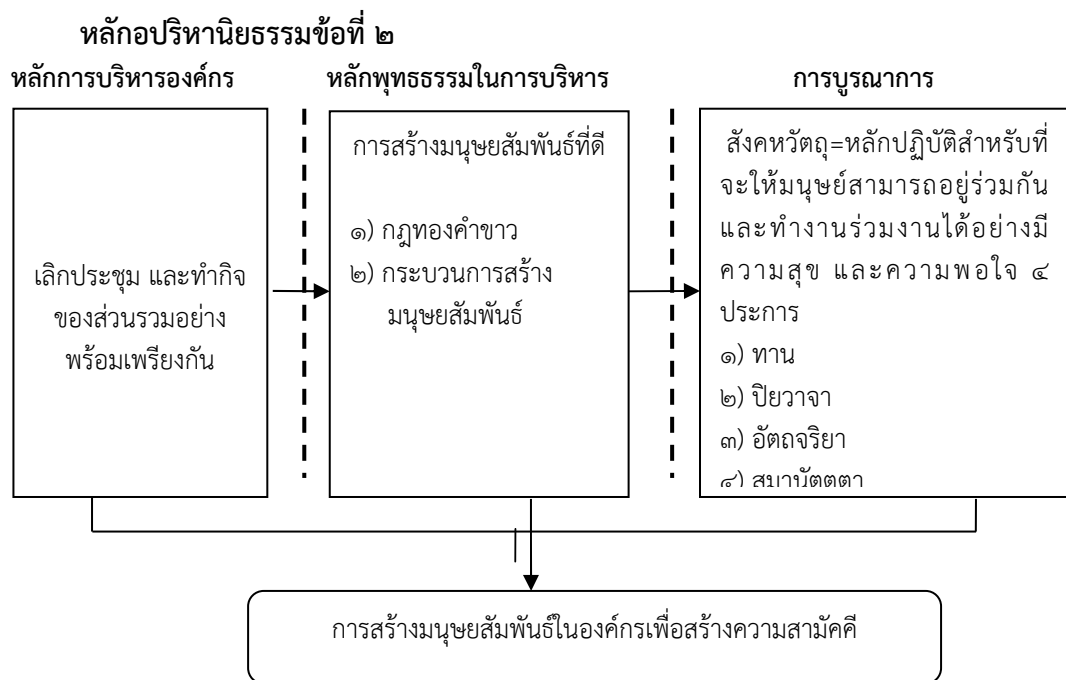 หลักอปริหานิยธรรมข้อที่ ๒
หลักการบริหารองค์กร
หลักพุทธธรรมในการบริหาร
การบูรณาการ
เลิกประชุม และทำกิจ
ของส่วนรวมอย่าง
พร้อมเพรียงกัน
การสร้างมนุษยสัมพันธ์ที่ดี
๑) กฎทองคำขาว
๒) กระบวนการสร้าง
มนุษยสัมพันธ์
สังคหวัตถุ=หลักปฏิบัติสำหรับที่
จะให้มนุษย์สามารถอยู่ร่วมกัน
และทำงานร่วมงานได้อย่างมี
ความสุข และความพอใจ ๔
ประการ
๑) ทาน
๒) ปิยวาจา
๓) อัตถจริยา
๔) สมานัตตตา
การสร้างมนุษยสัมพันธ์ในองค์กรเพื่อสร้างความสามัคคี